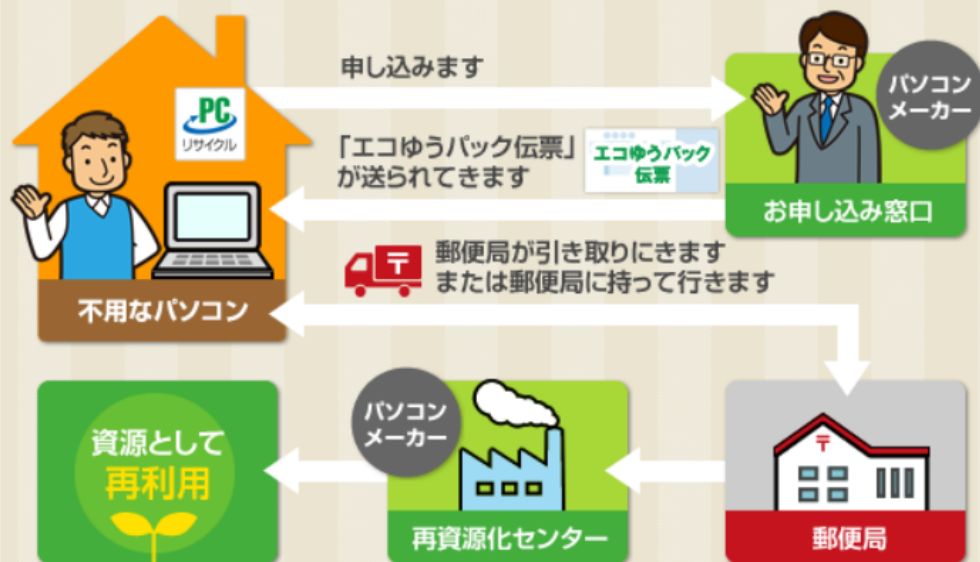 申し込みます
パソコン
メーカー
PC
リサイクル
「エコゆうパック伝票」
が送られてきます
エコゆうパック
伝票
お申し込み窓口
〒
郵便局が引き取りにきます
または郵便局に持って行きます
不用なパソコン
資源として
再利用
パソコン
メーカー
再資源化センター
〒
郵便局